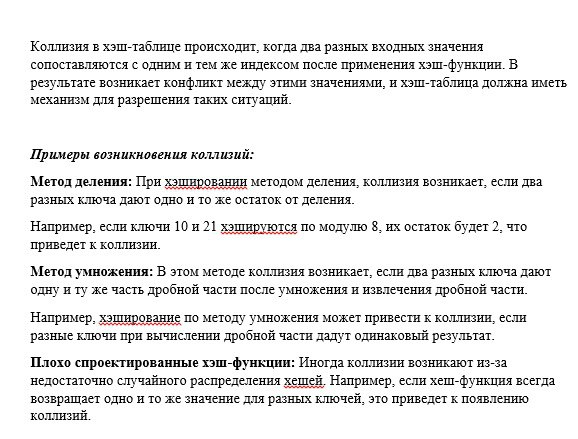 Коллизия в хэш-таблице происходит, когда два разных входных значения
сопоставляются с одним и тем же индексом после применения хэш-функции. В
результате возникает конфликт между этими значениями, и хэш-таблица должна иметь
механизм для разрешения таких ситуаций.
Примеры возникновения коллизий:
Метод деления: При хэшировании методом деления, коллизия возникает, если два
разных ключа дают одно и то же остаток от деления.
Например, если ключи 10 и 21 хэшируются по модулю 8, их остаток будет 2, что
приведет к коллизии.
Метод умножения: В этом методе коллизия возникает, если два разных ключа дают
одну и ту же часть дробной части после умножения и извлечения дробной части.
Например, хэширование по методу умножения может привести к коллизии, если
разные ключи при вычислении дробной части дадут одинаковый результат.
Плохо спроектированные хэш-функции: Иногда коллизии возникают из-за
недостаточно случайного распределения хешей. Например, если хеш-функция всегда
возвращает одно и то же значение для разных ключей, это приведет к появлению
коллизий.